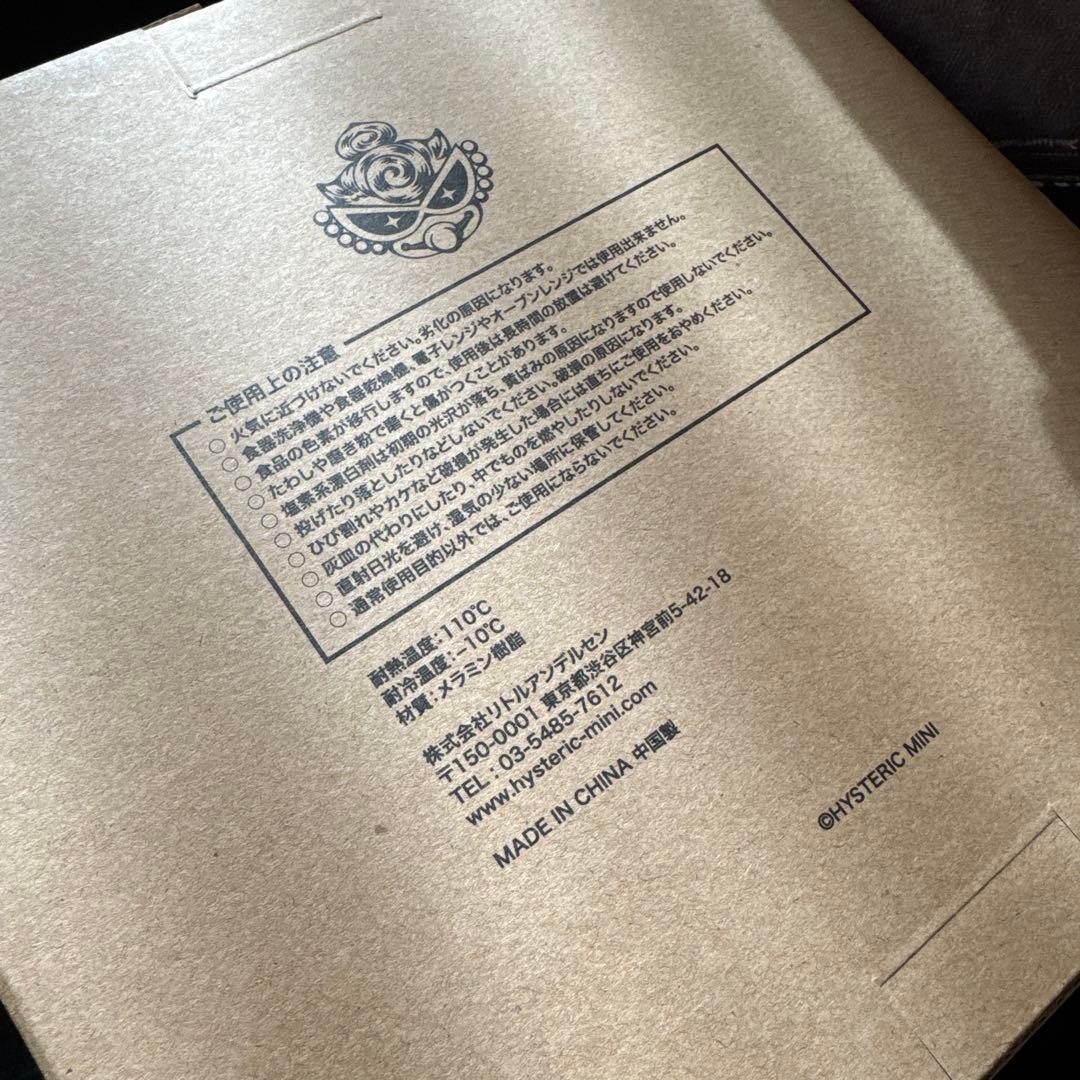 ご使用上の注意
○ 火気に近づけないでください。劣化の原因になります。
○ 食器洗浄機や食器乾燥機、電子レンジやオーブンレンジでは使用出来ません。
○ 食品の色素が移行しますので、使用後は長時間の放置は避けてください。
○ たわしや磨き粉で磨くと傷がつくことがあります。
○ 塩素系漂白剤は初期の光沢が落ち、黄ばみの原因になりますので使用しないでください。
○ 投げたり落としたりなどしないでください。破損の原因になります。
○ ひび割れやカケなど破損が発生した場合には直ちにご使用をおやめください。
○ 灰皿の代わりにしたり、中でものを燃やしたりしないでください。
○ 直射日光を避け、湿気の少ない場所に保管してください。
○ 通常使用目的以外では、ご使用にならないでください。
耐熱温度:110℃
耐冷温度:−10℃
材質:メラミン樹脂
株式会社リトルアンデルセン
〒150-0001 東京都渋谷区神宮前5-42-18
TEL : 03-5485-7612
www.hysteric-mini.com
MADE IN CHINA 中国製
©HYSTERIC MINI